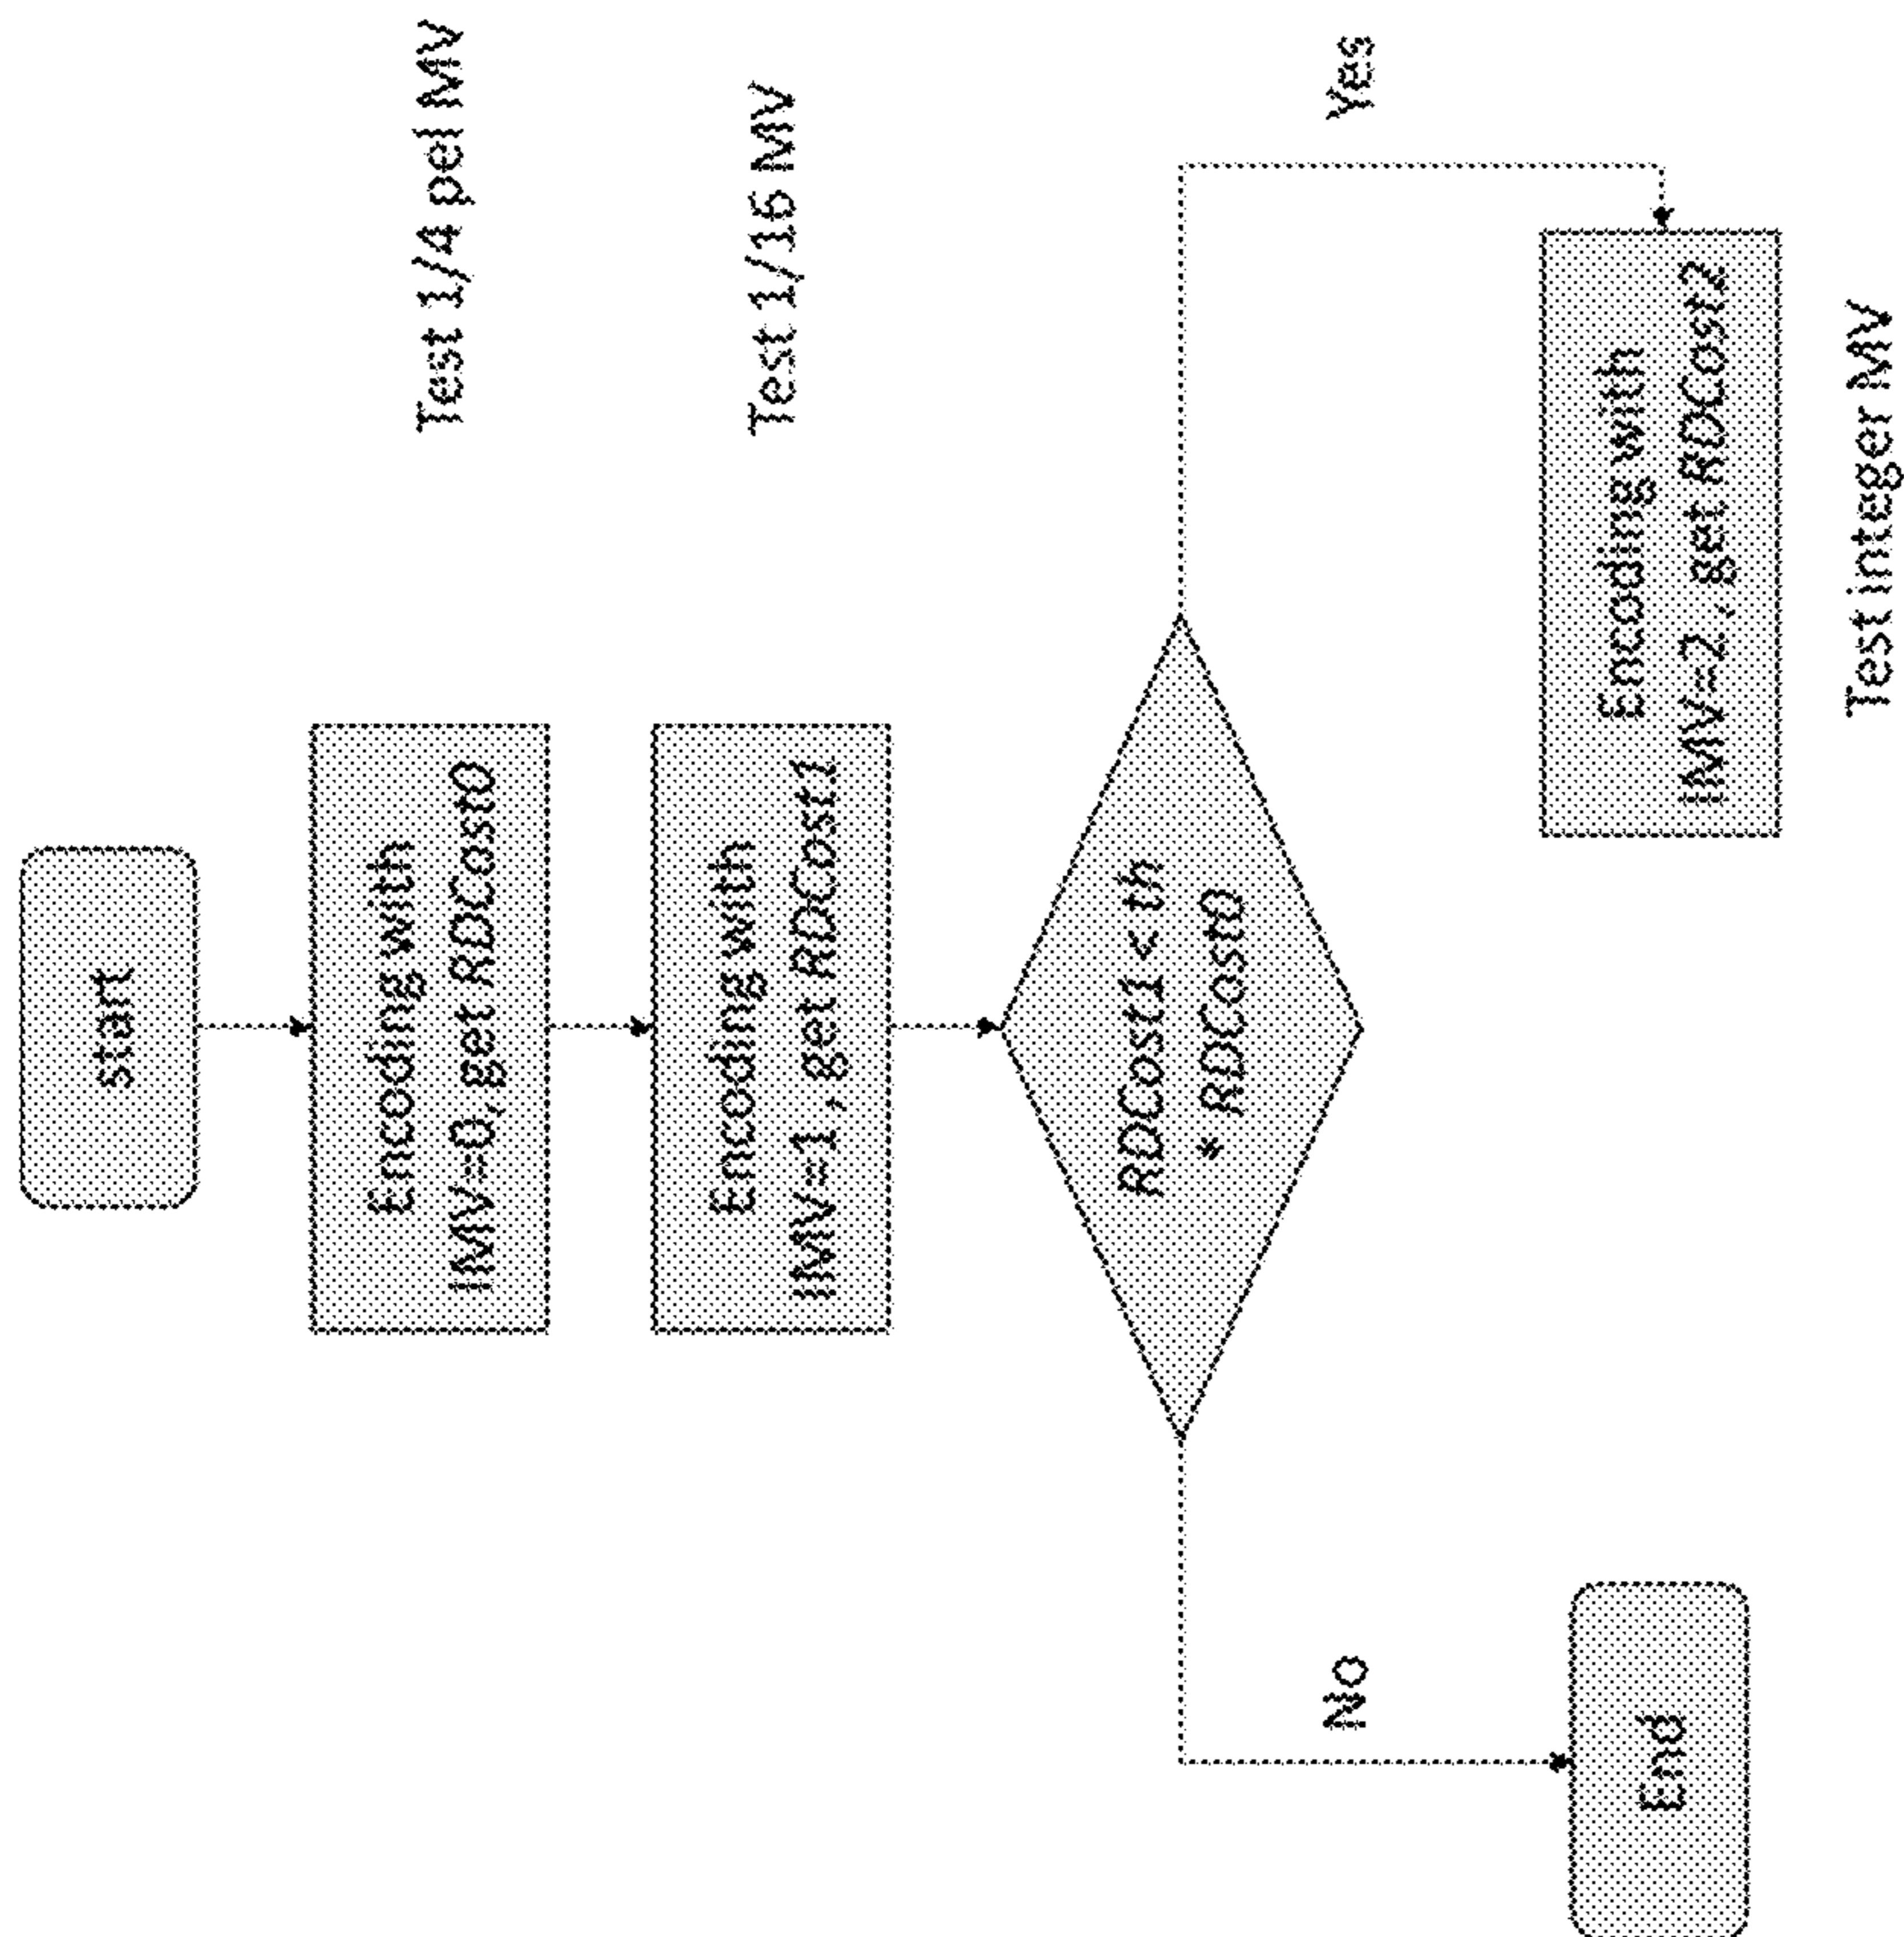 start
Encoding with
IMV=0, get RDCost0
Test 1/4 pel MV
Encoding with
IMV=1 , get RDCost1
Test 1/16 MV
RDCost1 < th
* RDCost0
No
Yes
End
Encoding with
IMV=2 , get RDCost2
Test integer MV